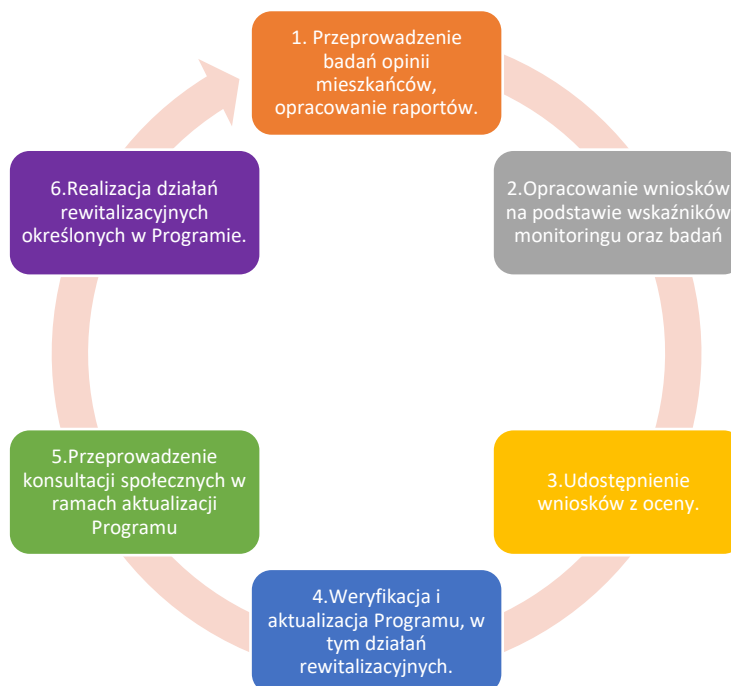 1. Przeprowadzenie
badań opinii
mieszkańców,
opracowanie raportów.
2.Opracowanie wniosków
na podstawie wskaźników
monitoringu oraz badań
3.Udostępnienie
wniosków z oceny.
4.Weryfikacja i
aktualizacja Programu, w
tym działań
rewitalizacyjnych.
5.Przeprowadzenie
konsultacji społecznych w
ramach aktualizacji
Programu
6.Realizacja działań
rewitalizacyjnych
określonych w Programie.